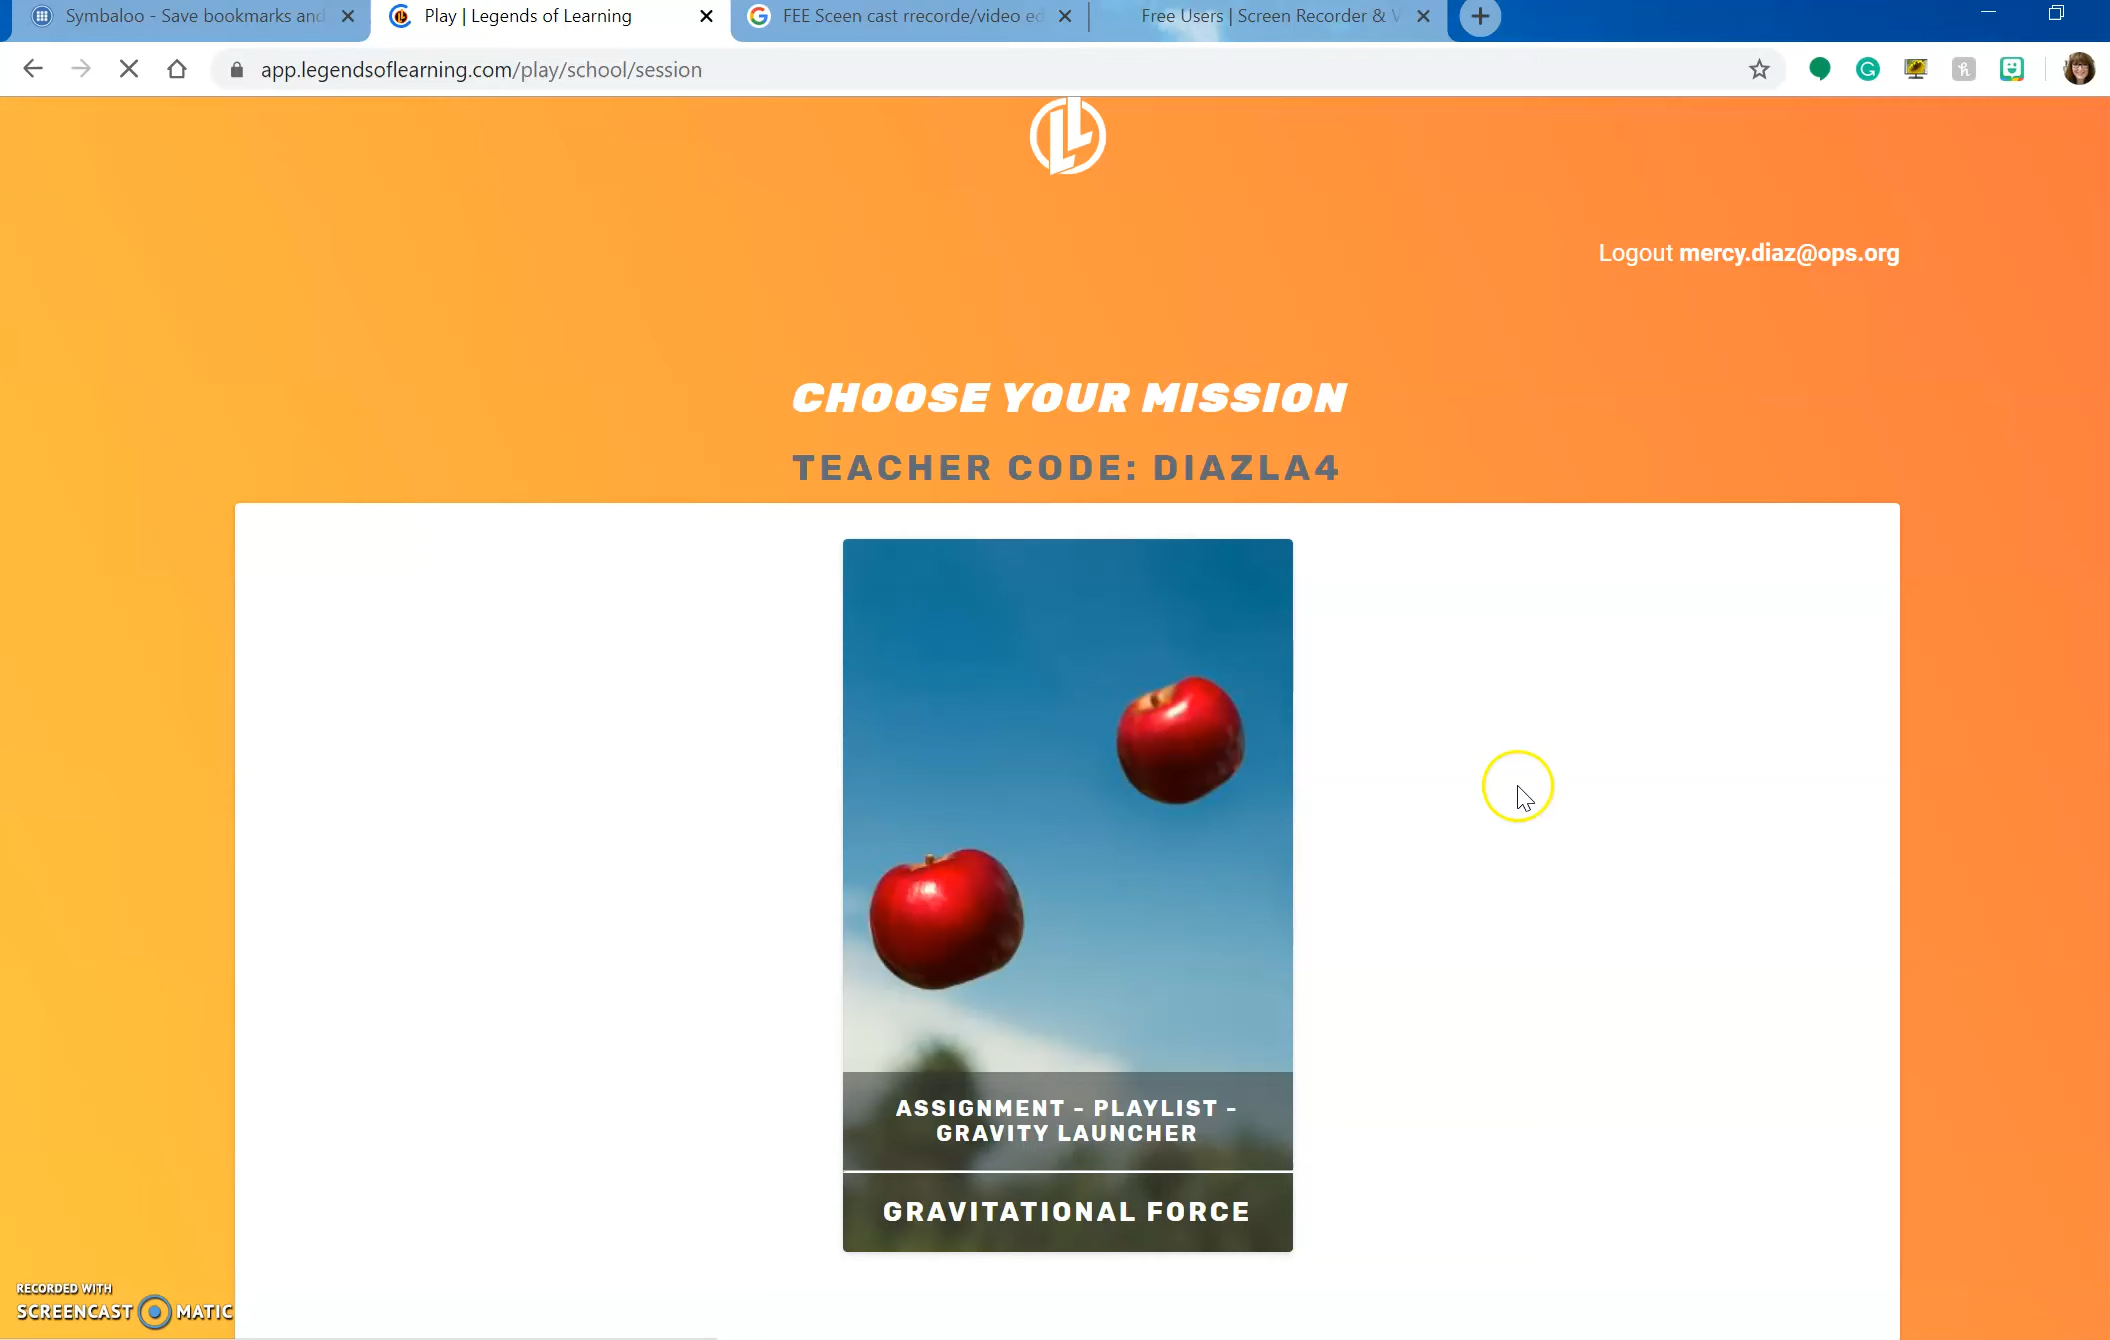 Symbaloo - Save bookmarks and
Play | Legends of Learning
FEE Sceen cast rrecorde/video ed
Free Users | Screen Recorder & V
app.legendsoflearning.com/play/school/session
Logout mercy.diaz@ops.org
CHOOSE YOUR MISSION
TEACHER CODE: DIAZLA4
ASSIGNMENT - PLAYLIST -
GRAVITY LAUNCHER
GRAVITATIONAL FORCE
RECORDED WITH
SCREENCAST MATIC